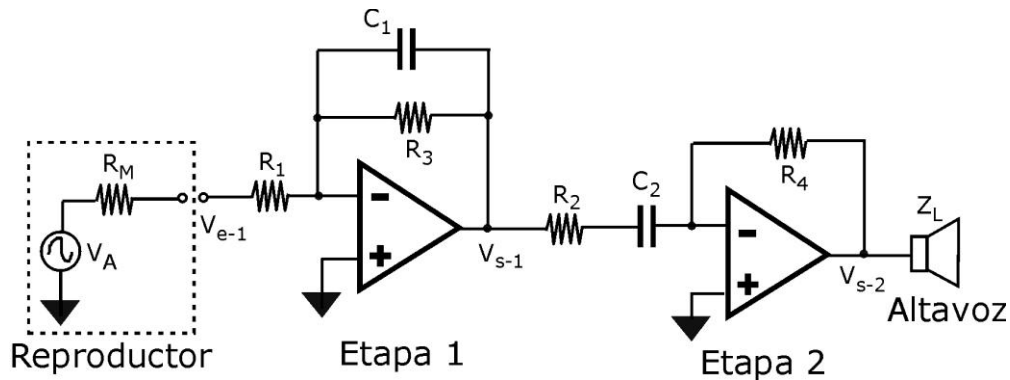 C1
R3
RM
R1
Ve-1
VA
Vs-1
R2
C2
R4
ZL
Vs-2
Altavoz
Reproductor
Etapa 1
Etapa 2